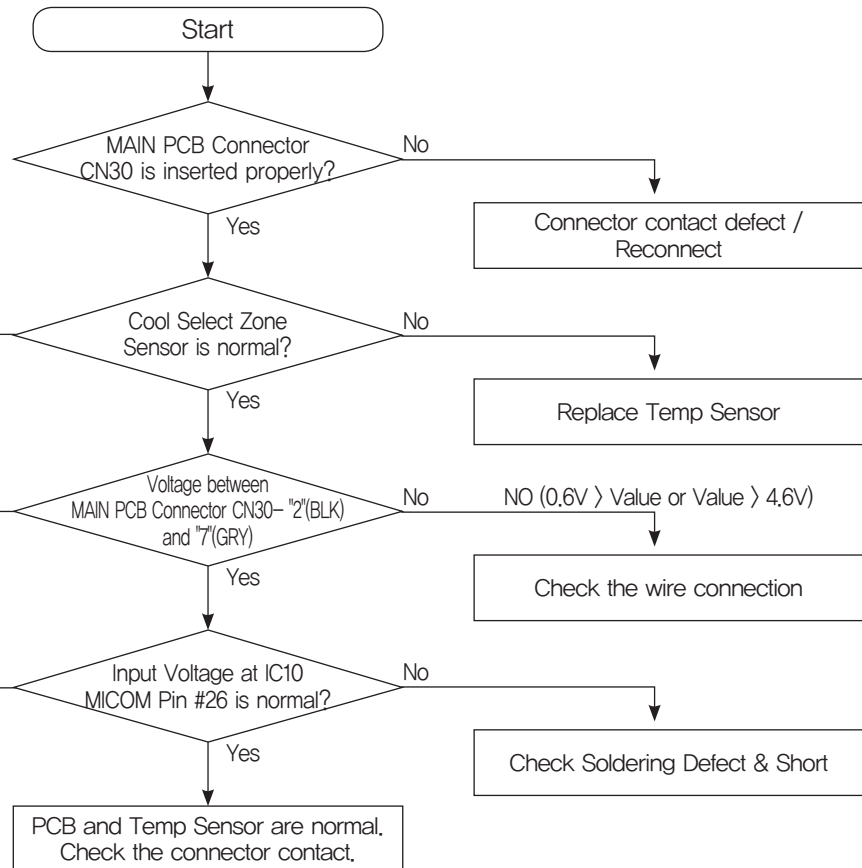 Start
MAIN PCB Connector
CN30 is inserted properly?
No
Connector contact defect /
Reconnect
Yes
Cool Select Zone
Sensor is normal?
No
Replace Temp Sensor
Yes
Voltage between
MAIN PCB Connector CN30- "2"(BLK)
and "7"(GRY)
No
NO (0.6V > Value or Value > 4.6V)
Check the wire connection
Yes
Input Voltage at IC10
MICOM Pin #26 is normal?
No
Check Soldering Defect & Short
Yes
PCB and Temp Sensor are normal.
Check the connector contact.